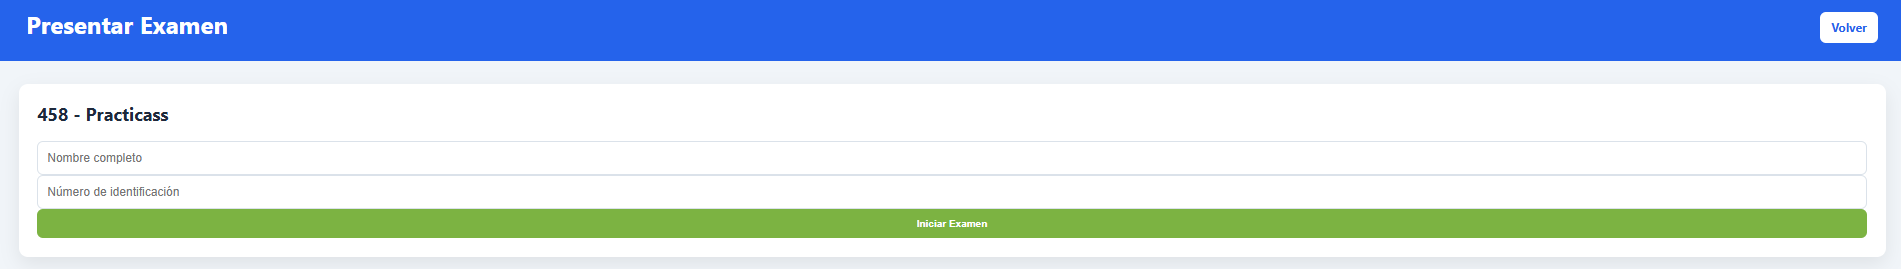 Presentar Examen
Volver
458 - Practicass
Nombre completo
Número de identificación
Iniciar Examen